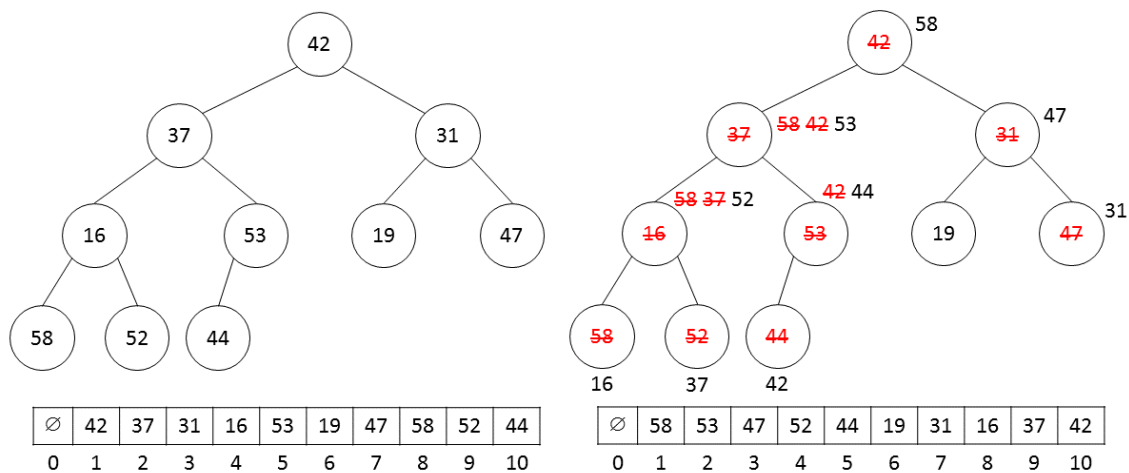 42
37 31
16 53 19 47
58 52 44
∅ 42 37 31 16 53 19 47 58 52 44
0 1 2 3 4 5 6 7 8 9 10
42 58
37 58 42 53 31 47
16 58 37 52 53 42 44 19 47 31
58 52 44
16 37 42
∅ 58 53 47 52 44 19 31 16 37 42
0 1 2 3 4 5 6 7 8 9 10